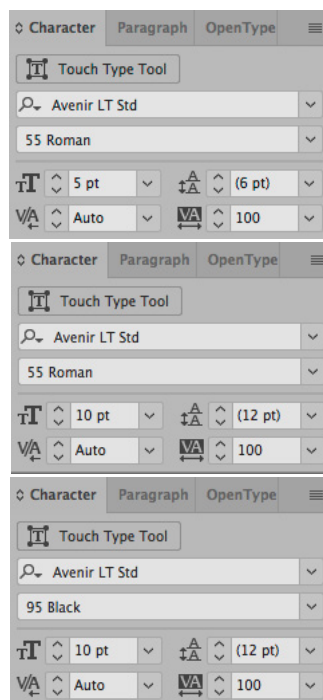 Character Paragraph OpenType
Touch Type Tool
Avenir LT Std
55 Roman
5 pt (6 pt)
Auto 100
Character Paragraph OpenType
Touch Type Tool
Avenir LT Std
55 Roman
10 pt (12 pt)
Auto 100
Character Paragraph OpenType
Touch Type Tool
Avenir LT Std
95 Black
10 pt (12 pt)
Auto 100